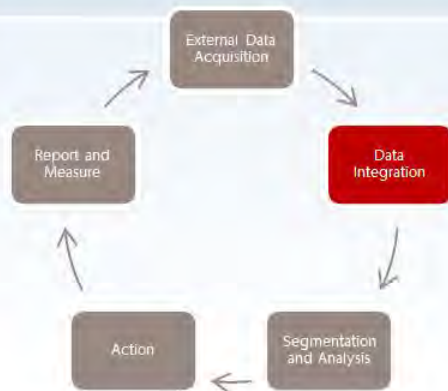 External Data
Acquisition
Data
Integration
Segmentation
and Analysis
Action
Report and
Measure